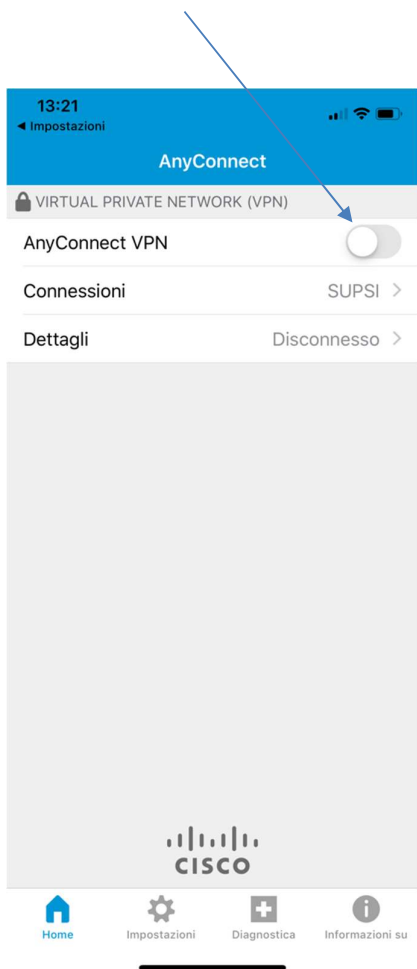 13:21
Impostazioni
AnyConnect
VIRTUAL PRIVATE NETWORK (VPN)
AnyConnect VPN
Connessioni SUPSI
Dettagli Disconnesso
CISCO
Home Impostazioni Diagnostica Informazioni su